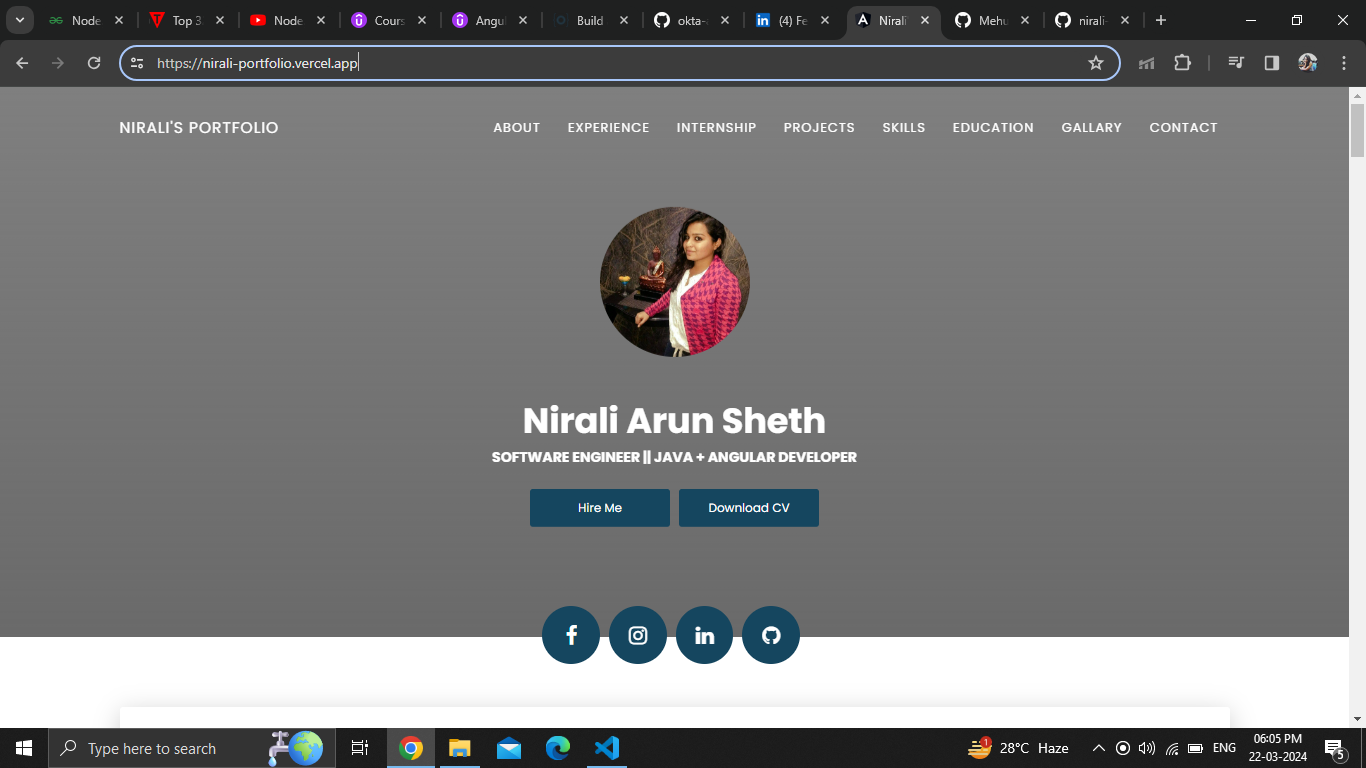 Node
Top 3
Node
Cours
Angul
Build
okta-
(4) Fe
Nirali
Mehu
nirali-
https://nirali-portfolio.vercel.app
NIRALI'S PORTFOLIO
ABOUT EXPERIENCE INTERNSHIP PROJECTS SKILLS EDUCATION GALLARY CONTACT
Nirali Arun Sheth
SOFTWARE ENGINEER || JAVA + ANGULAR DEVELOPER
Hire Me
Download CV
Type here to search
1
28°C Haze
ENG
06:05 PM
22-03-2024
5